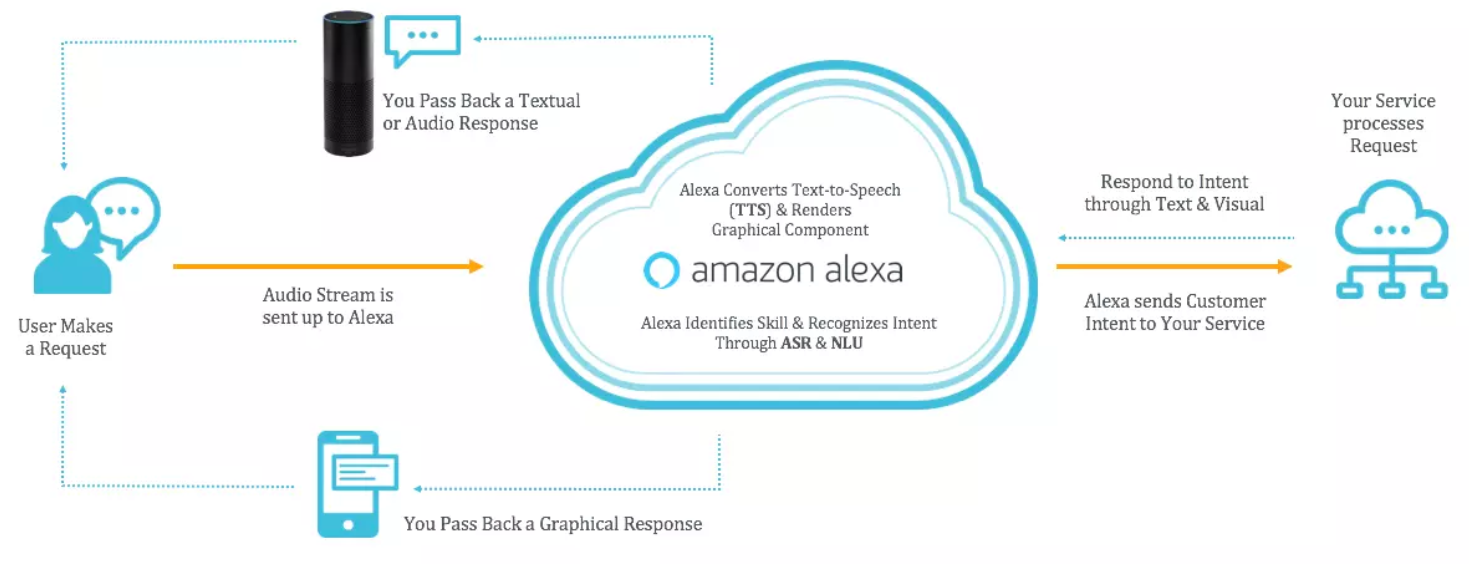 You Pass Back a Textual
or Audio Response
Your Service
processes
Request
Alexa Converts Text-to-Speech
(TTS) & Renders
Graphical Component
Respond to Intent
through Text & Visual
amazon alexa
Audio Stream is
sent up to Alexa
Alexa sends Customer
Intent to Your Service
User Makes
a Request
Alexa Identifies Skill & Recognizes Intent
Through ASR & NLU
You Pass Back a Graphical Response